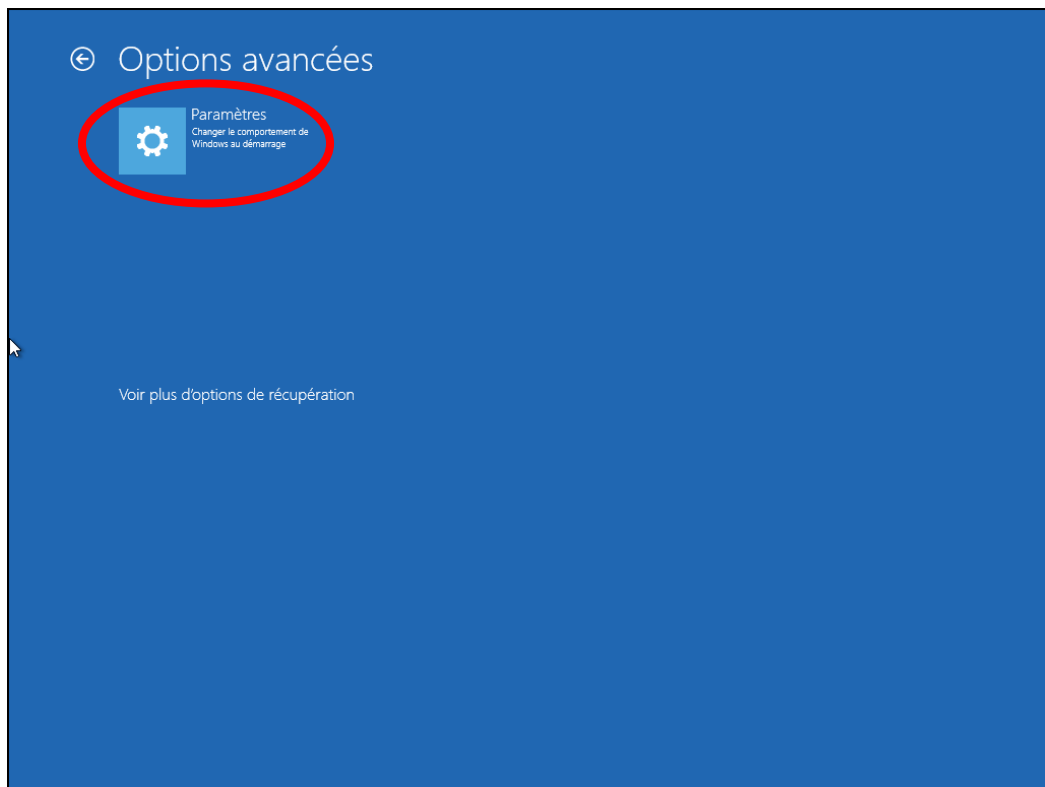 Options avancées
Paramètres
Changer le comportement de
Windows au démarrage
Voir plus d'options de récupération